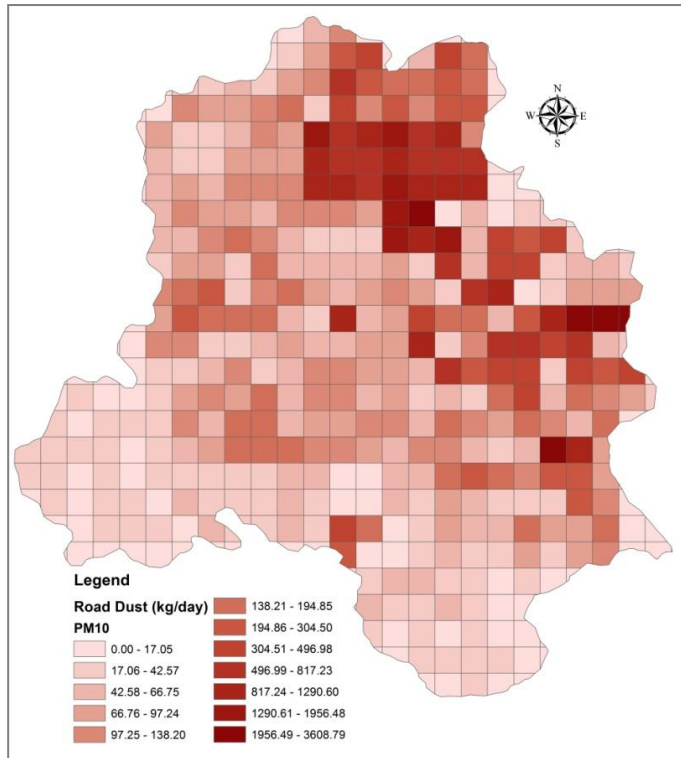 N
W E
S
Legend
Road Dust (kg/day)
PM10
0.00 - 17.05
17.06 - 42.57
42.58 - 66.75
66.76 - 97.24
97.25 - 138.20
138.21 - 194.85
194.86 - 304.50
304.51 - 496.98
496.99 - 817.23
817.24 - 1290.60
1290.61 - 1956.48
1956.49 - 3608.79